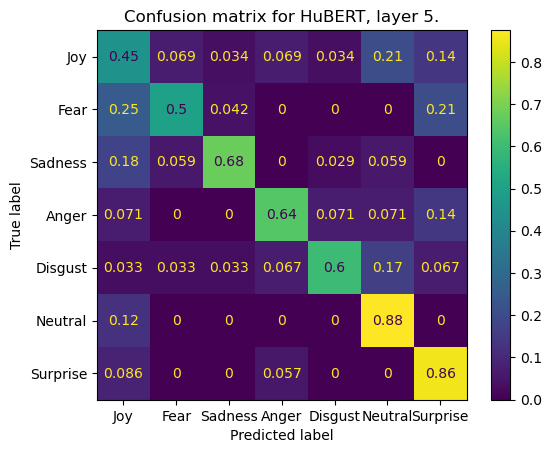 Confusion matrix for HuBERT, layer 5.
Joy 0.45 0.069 0.034 0.069 0.034 0.21 0.14
Fear 0.25 0.5 0.042 0 0 0 0.21
Sadness 0.18 0.059 0.68 0 0.029 0.059 0
Anger 0.071 0 0 0.64 0.071 0.071 0.14
Disgust 0.033 0.033 0.033 0.067 0.6 0.17 0.067
Neutral 0.12 0 0 0 0 0.88 0
Surprise 0.086 0 0 0.057 0 0 0.86
Joy Fear Sadness Anger Disgust Neutral Surprise
Predicted label
True label
0.8
0.7
0.6
0.5
0.4
0.3
0.2
0.1
0.0